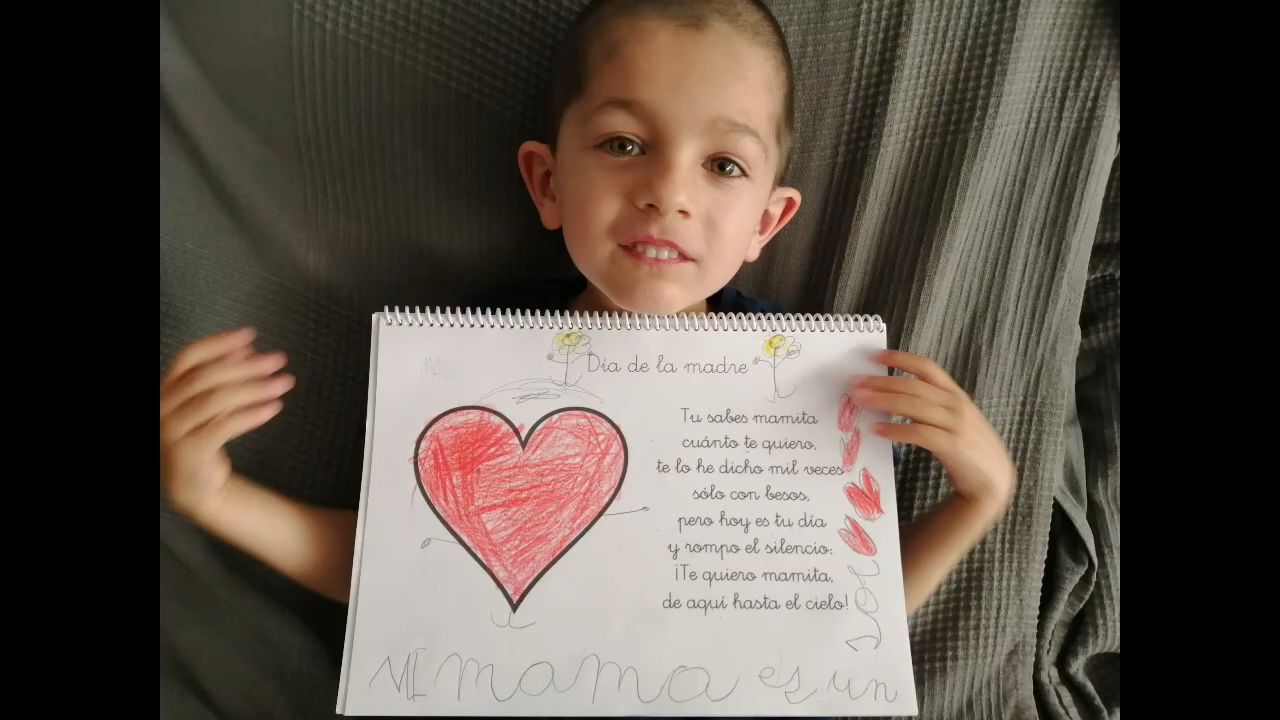 Día de la madre
Tu sabes mamita
cuánto te quiero,
te lo he dicho mil veces
sólo con besos,
pero hoy es tu día
y rompo el silencio:
¡Te quiero mamita,
de aquí hasta el cielo!
MI mama es un
sol